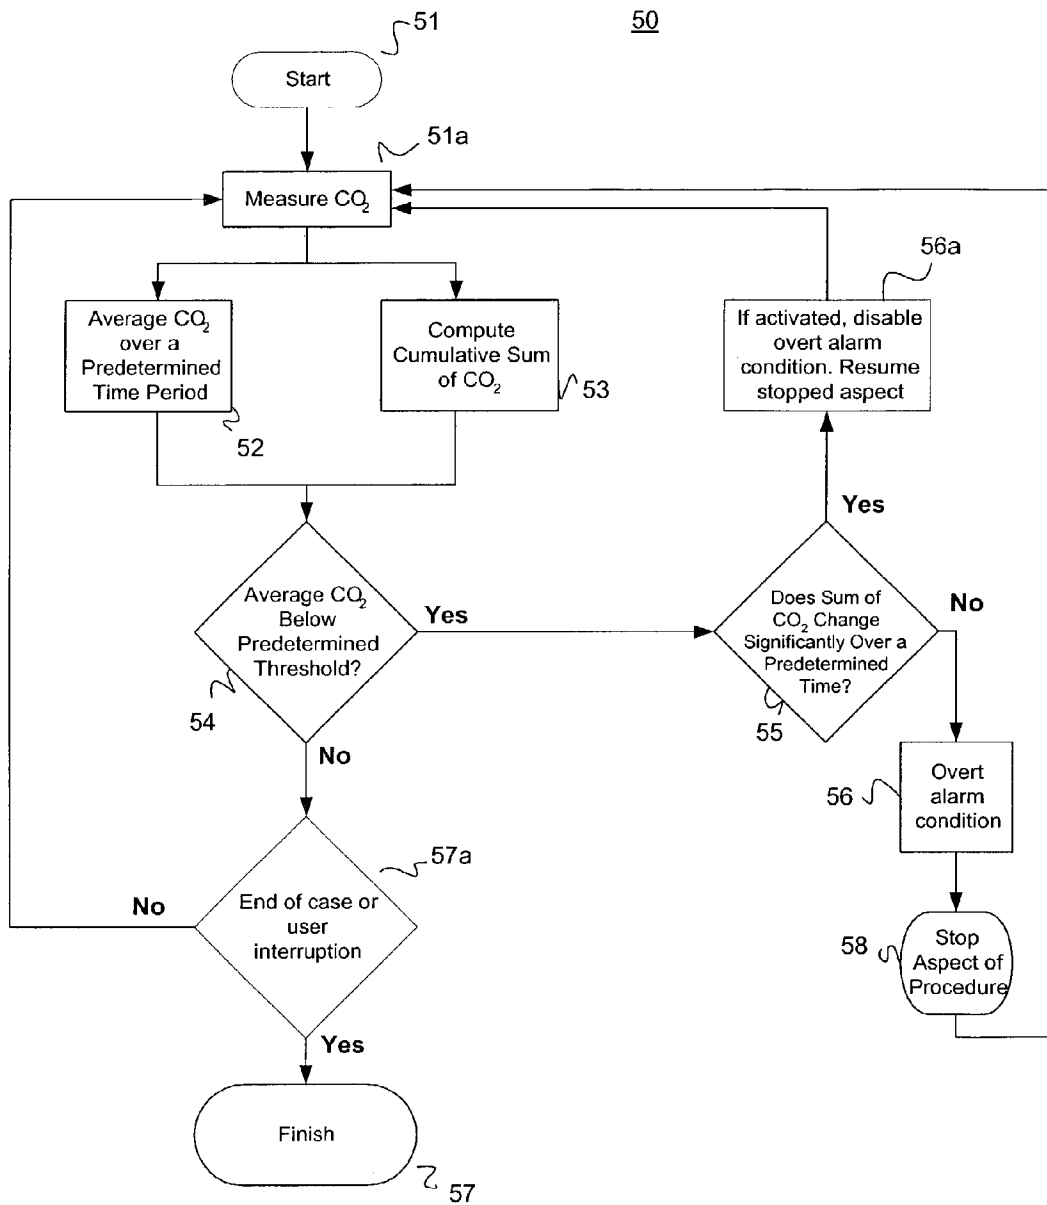 50
51
Start
51a
Measure CO2
56a
Average CO2
over a
Predetermined
Time Period
52
Compute
Cumulative Sum
of CO2
53
If activated, disable
overt alarm
condition. Resume
stopped aspect
Yes
Average CO2
Below
Predetermined
Threshold?
54
Yes
Does Sum of
CO2 Change
Significantly Over a
Predetermined
Time?
55
No
No
56
Overt
alarm
condition
57a
End of case or
user
interruption
No
58
Stop
Aspect of
Procedure
Yes
Finish
57